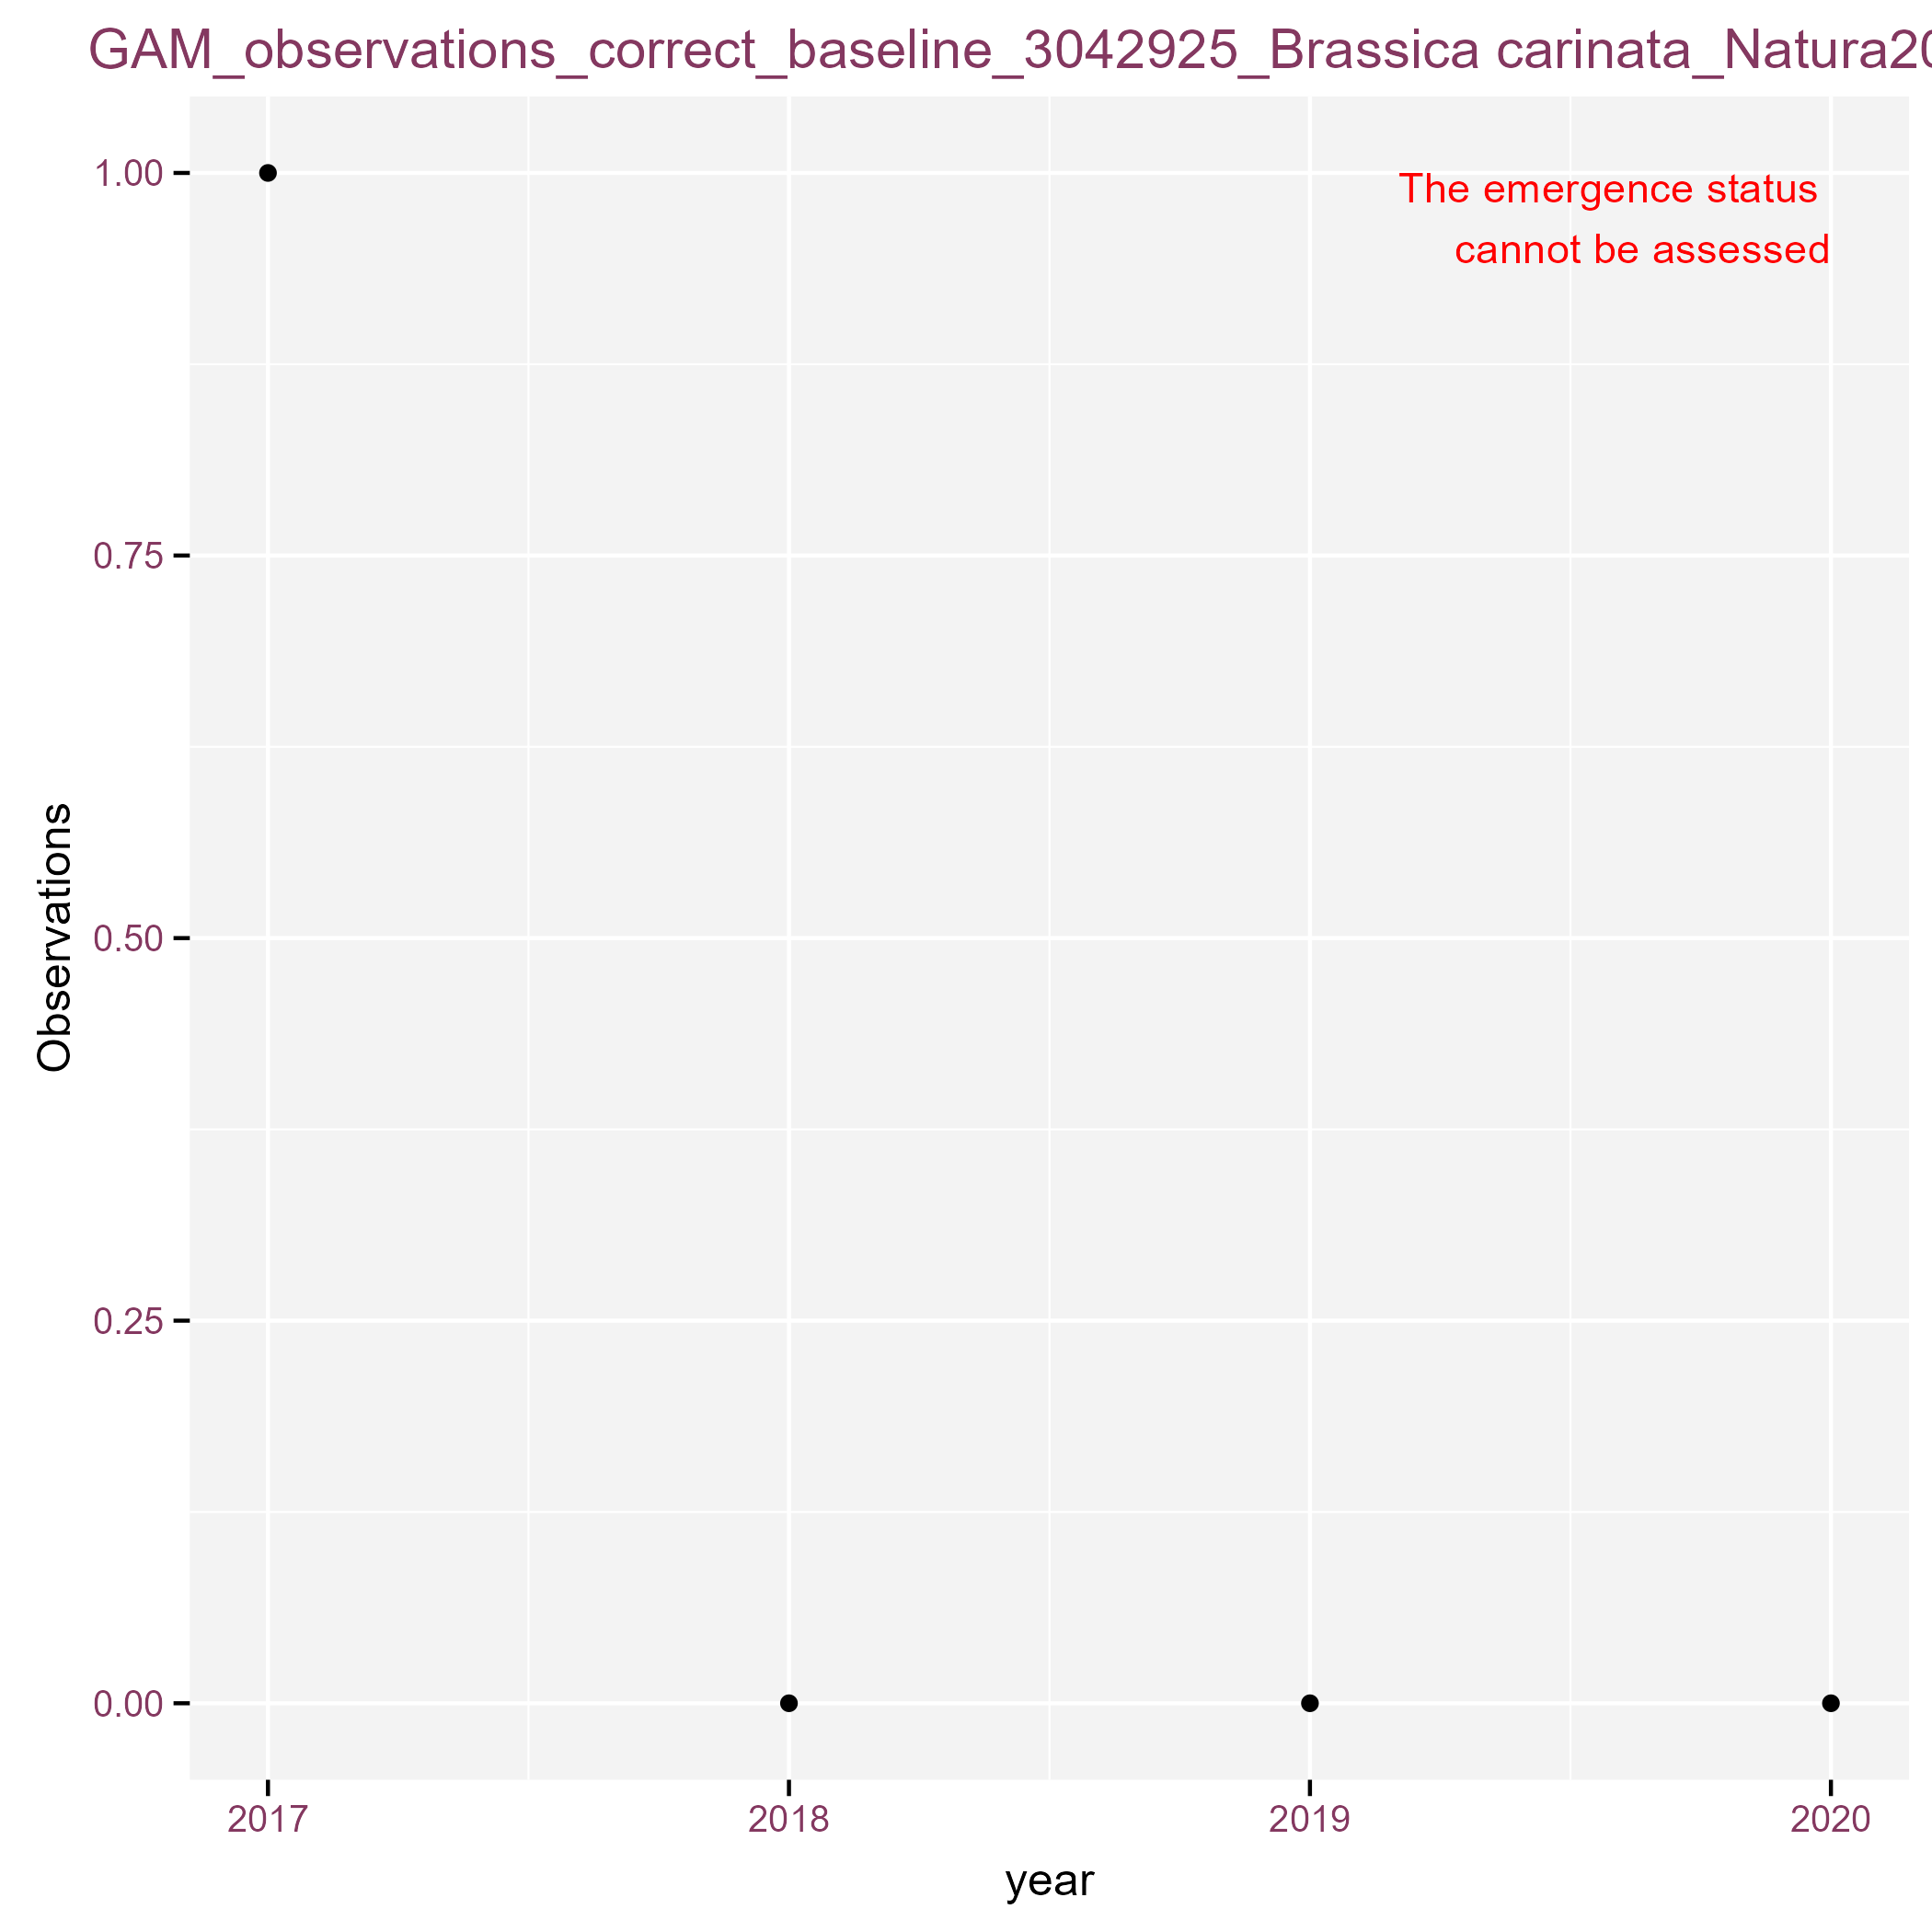 GAM_observations_correct_baseline_3042925_Brassica carinata_Natura20
The emergence status
cannot be assessed
1.00
0.75
0.50
0.25
0.00
Observations
2017 2018 2019 2020
year